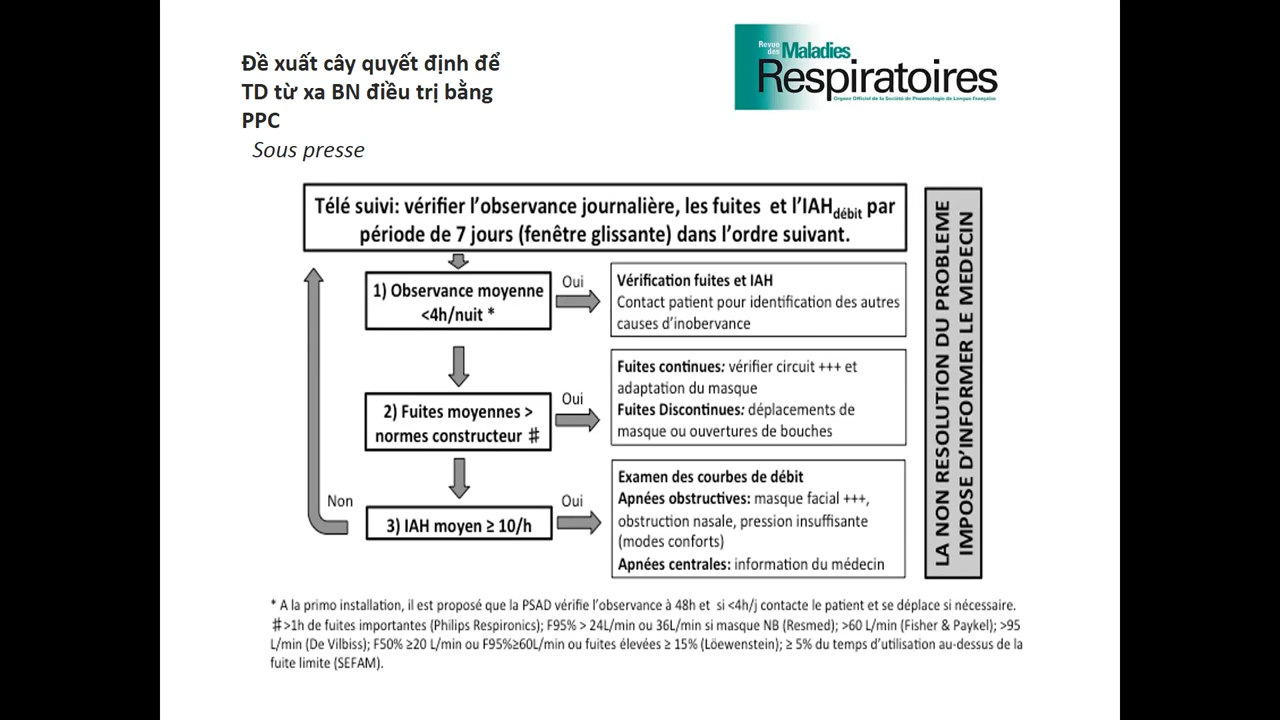 Đề xuất cây quyết định để
TD từ xa BN điều trị bằng
PPC
Sous presse
Revue
des Maladies
Respiratoires
Organe Officiel de la Société de Pneumologie de Langue Française
Télé suivi: vérifier l'observance journalière, les fuites et l'IAHdébit par
période de 7 jours (fenêtre glissante) dans l'ordre suivant.
1) Observance moyenne
<4h/nuit *
Oui
Vérification fuites et IAH
Contact patient pour identification des autres
causes d'inobervance
2) Fuites moyennes >
normes constructeur ⌗
Oui
Fuites continues: vérifier circuit +++ et
adaptation du masque
Fuites Discontinues: déplacements de
masque ou ouvertures de bouches
Non
3) IAH moyen ≥ 10/h
Oui
Examen des courbes de débit
Apnées obstructives: masque facial +++,
obstruction nasale, pression insuffisante
(modes conforts)
Apnées centrales: information du médecin
LA NON RESOLUTION DU PROBLEME
IMPOSE D'INFORMER LE MEDECIN
* A la primo installation, il est proposé que la PSAD vérifie l'observance à 48h et si <4h/j contacte le patient et se déplace si nécessaire.
⌗>1h de fuites importantes (Philips Respironics); F95% > 24L/min ou 36L/min si masque NB (Resmed); >60 L/min (Fisher & Paykel); >95
L/min (De Vilbiss); F50% ≥20 L/min ou F95%≥60L/min ou fuites élevées ≥ 15% (Löewenstein); ≥ 5% du temps d'utilisation au-dessus de la
fuite limite (SEFAM).